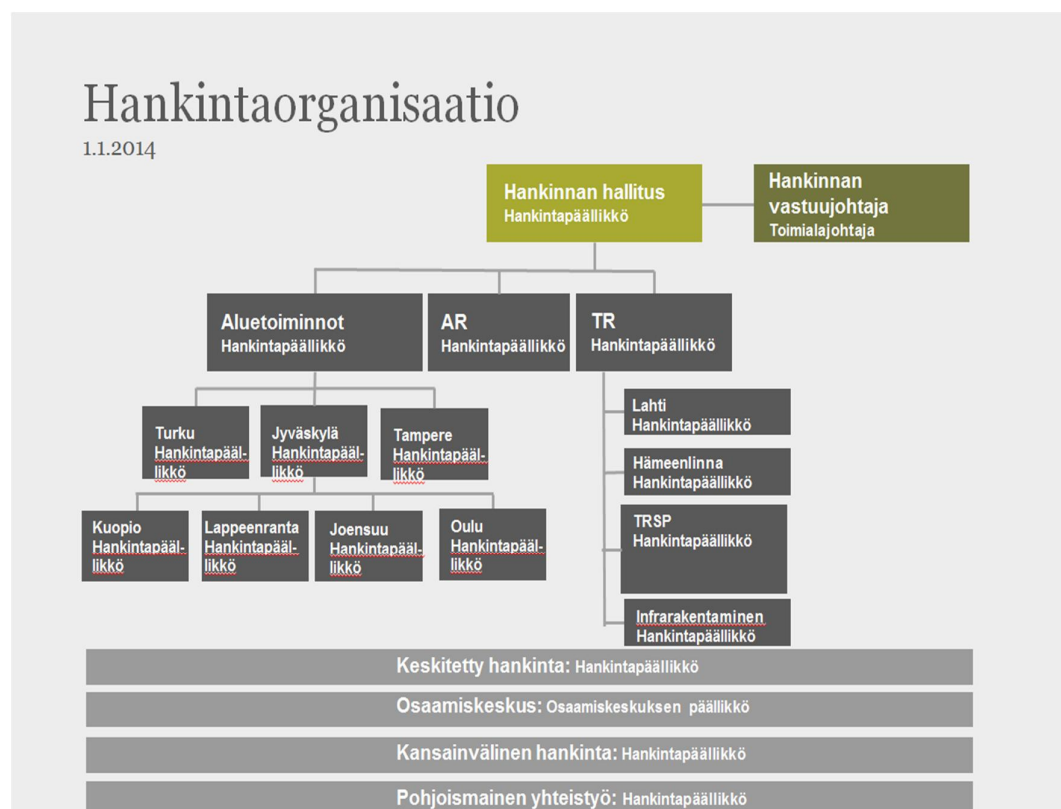 Hankintaorganisaatio
1.1.2014
Hankinnan hallitus
Hankintapäällikkö
Hankinnan
vastuujohtaja
Toimialajohtaja
Aluetoiminnot
Hankintapäällikkö
AR
Hankintapäällikkö
TR
Hankintapäällikkö
Turku
Hankintapääl-
likkö
Jyväskylä
Hankintapääl-
likkö
Tampere
Hankintapääl-
likkö
Kuopio
Hankintapääl-
likkö
Lappeenranta
Hankintapääl-
likkö
Joensuu
Hankintapääl-
likkö
Oulu
Hankintapääl-
likkö
Lahti
Hankintapäällikkö
Hämeenlinna
Hankintapäällikkö
TRSP
Hankintapäällikkö
Infrarakentaminen
Hankintapäällikkö
Keskitetty hankinta: Hankintapäällikkö
Osaamiskeskus: Osaamiskeskuksen päällikkö
Kansainvälinen hankinta: Hankintapäällikkö
Pohjoismainen yhteistyö: Hankintapäällikkö